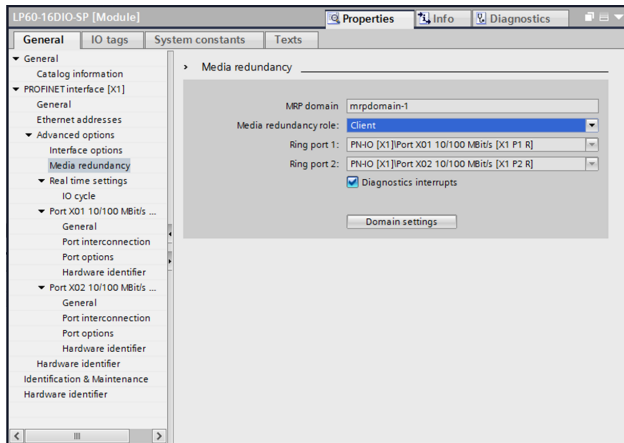 LP60-16DIO-SP [Module]
Properties
Info
Diagnostics
General
IO tags
System constants
Texts
General
Catalog information
PROFINET interface [X1]
General
Ethernet addresses
Advanced options
Interface options
Media redundancy
Real time settings
IO cycle
Port X01 10/100 MBit/s ...
General
Port interconnection
Port options
Hardware identifier
Port X02 10/100 MBit/s ...
General
Port interconnection
Port options
Hardware identifier
Hardware identifier
Identification & Maintenance
Hardware identifier
Media redundancy
MRP domain mrpdomain-1
Media redundancy role: Client
Ring port 1: PN-IO [X1]\Port X01 10/100 MBit/s [X1 P1 R]
Ring port 2: PN-IO [X1]\Port X02 10/100 MBit/s [X1 P2 R]
Diagnostics interrupts
Domain settings